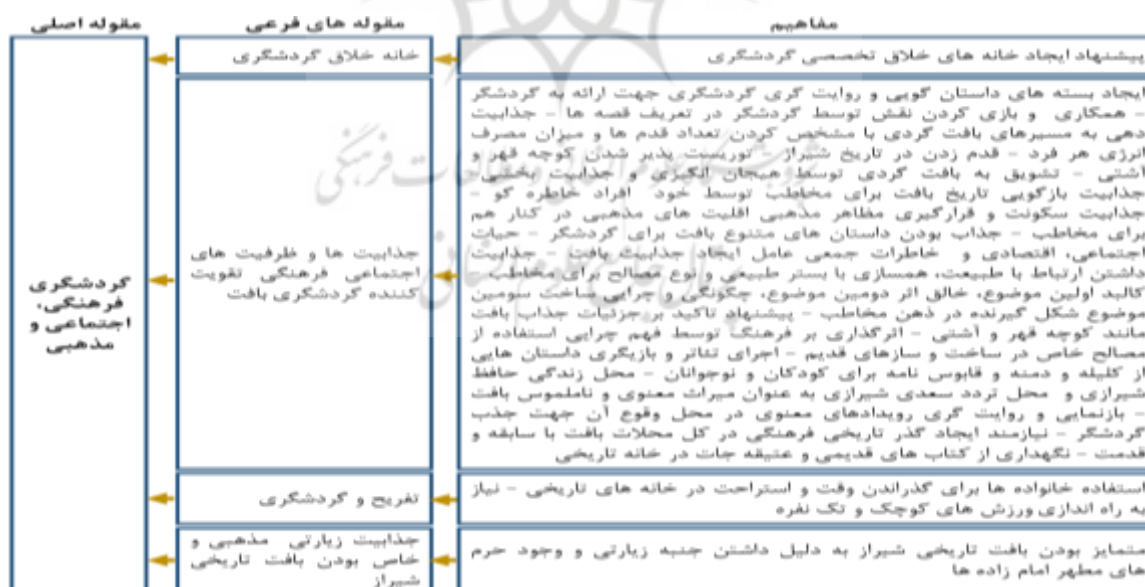 مفاهیم
مقوله های فرعی
مقوله اصلی
پیشنهاد ایجاد خانه های خلاق تخصصی گردشگری
خانه خلاق گردشگری
ایجاد بسته های داستان گویی و روایت گری گردشگری جهت ارائه به گردشگر
– همکاری و بازی کردن نقش توسط گردشگر در تعریف قصه ها – جذابیت
دهی به مسیرهای بافت گردی با مشخص کردن تعداد قدم ها و میزان مصرف
انرژی هر فرد – قدم زدن در تاریخ شیراز – توریست پذیر شدن کوچه قهر و
آشتی – تشویق به بافت گردی توسط هیجان انگیزی و جذابیت بخشی–
جذابیت بازگویی تاریخ بافت برای مخاطب توسط خود افراد خاطره گو –
جذابیت سکونت و قرارگیری مظاهر مذهبی اقلیت های مذهبی در کنار هم
برای مخاطب – جذاب بودن داستان های متنوع بافت برای گردشگر – حیات
اجتماعی، اقتصادی و خاطرات جمعی عامل ایجاد جذابیت بافت – جذابیت
داشتن ارتباط با طبیعت، همسازی با بستر طبیعی و نوع مصالح برای مخاطب –
کالبد اولین موضوع، خالق اثر دومین موضوع، چگونگی و چرایی ساخت سومین
موضوع شکل گیرنده در ذهن مخاطب – پیشنهاد تاکید بر جزئیات جذاب بافت
مانند کوچه قهر و آشتی – اثرگذاری بر فرهنگ توسط فهم چرایی استفاده از
مصالح خاص در ساخت و سازهای قدیم – اجرای تئاتر و بازیگری داستان هایی
از کلیله و دمنه و قابوس نامه برای کودکان و نوجوانان – محل زندگی حافظ
شیرازی و محل تردد سعدی شیرازی به عنوان میراث معنوی و ناملموس بافت
– بازنمایی و روایت گری رویدادهای معنوی در محل وقوع آن جهت جذب
گردشگر – نیازمند ایجاد گذر تاریخی فرهنگی در کل محلات بافت با سابقه و
قدمت – نگهداری از کتاب های قدیمی و عتیقه جات در خانه تاریخی
جذابیت ها و ظرفیت های
اجتماعی فرهنگی تقویت
کننده گردشگری بافت
گردشگری
فرهنگی،
اجتماعی و
مذهبی
استفاده خانواده ها برای گذراندن وقت و استراحت در خانه های تاریخی – نیاز
به راه اندازی ورزش های کوچک و تک نفره
تفریح و گردشگری
متمایز بودن بافت تاریخی شیراز به دلیل داشتن جنبه زیارتی و وجود حرم
های مطهر امام زاده ها
جذابیت زیارتی مذهبی و
خاص بودن بافت تاریخی
شیراز